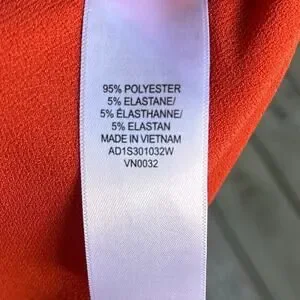 95% POLYESTER
5% ELASTANE/
5% ÉLASTHANNE/
5% ELASTAN
MADE IN VIETNAM
AD1S301032W
VN0032